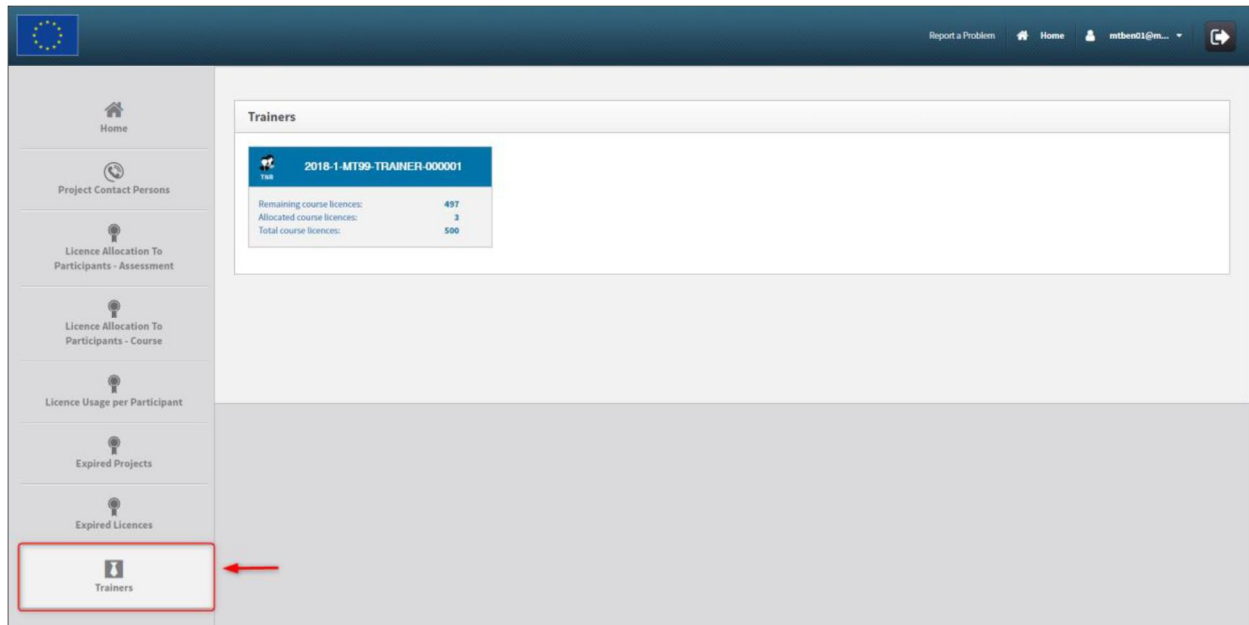 Report a Problem Home mtben01@m...
Home
Project Contact Persons
Licence Allocation To
Participants - Assessment
Licence Allocation To
Participants - Course
Licence Usage per Participant
Expired Projects
Expired Licences
Trainers
Trainers
2018-1-MT99-TRAINER-000001
Remaining course licences: 497
Allocated course licences: 3
Total course licences: 500